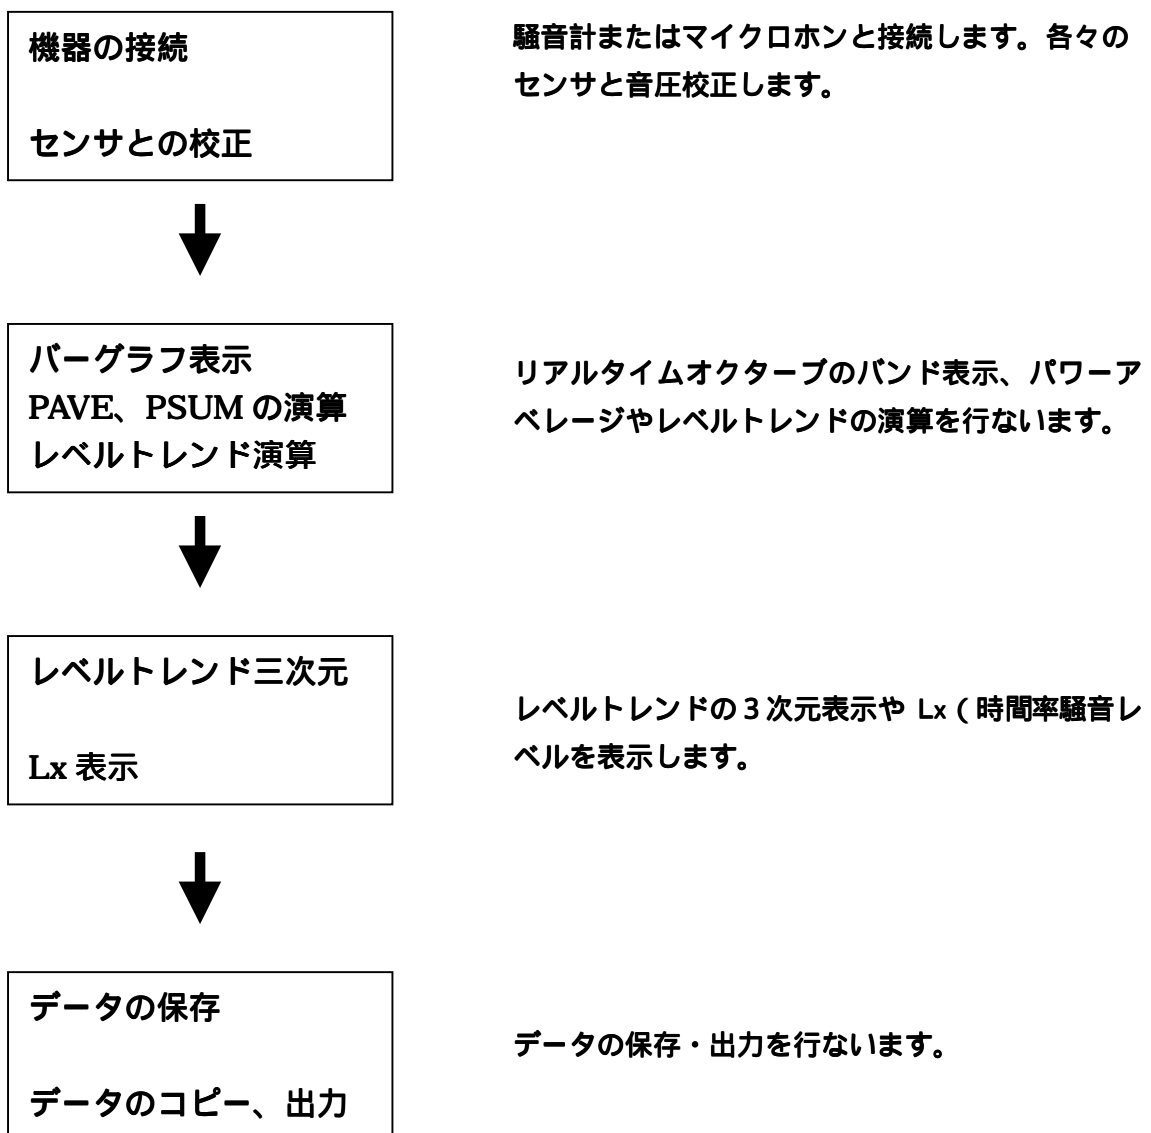 機器の接続
センサとの校正
騒音計またはマイクロホンと接続します。各々の
センサと音圧校正します。
バーグラフ表示
PAVE、PSUM の演算
レベルトレンド演算
リアルタイムオクターブのバンド表示、パワーア
ベレージやレベルトレンドの演算を行ないます。
レベルトレンド三次元
Lx 表示
レベルトレンドの3次元表示や Lx(時間率騒音レ
ベルを表示します。
データの保存
データのコピー、出力
データの保存・出力を行ないます。